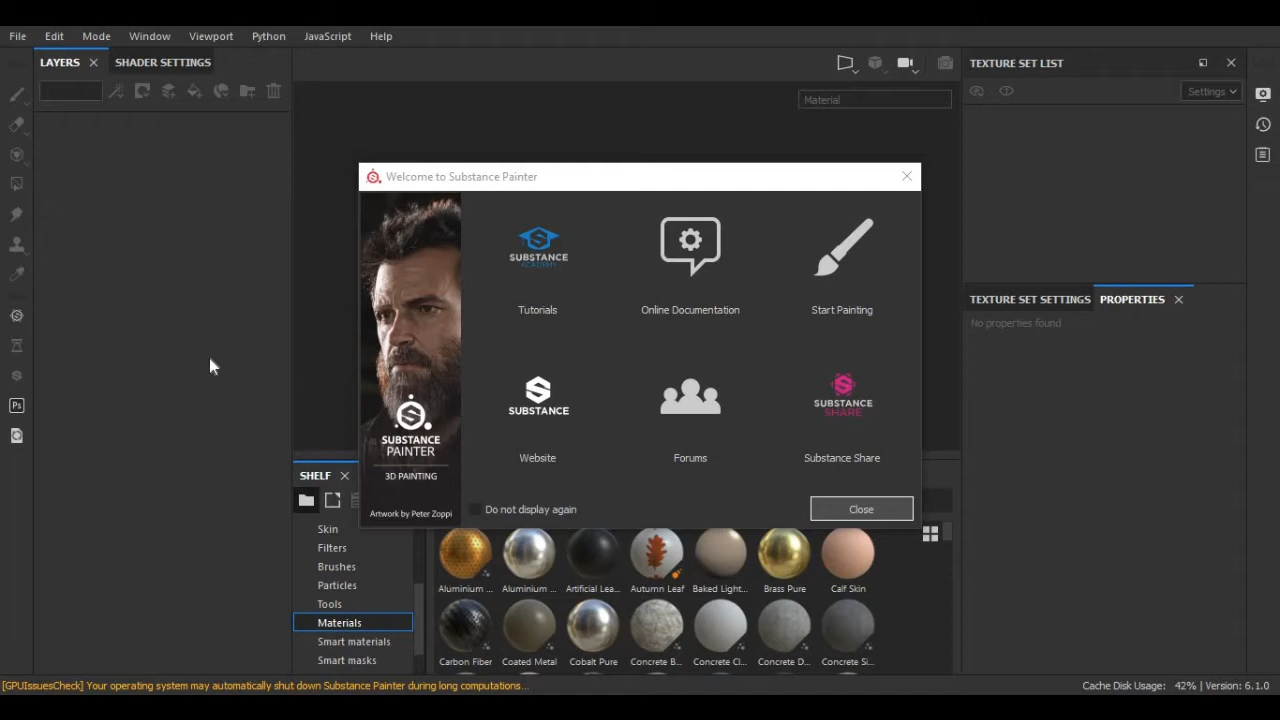 File Edit Mode Window Viewport Python JavaScript Help
LAYERS SHADER SETTINGS
TEXTURE SET LIST
Settings
Material
Welcome to Substance Painter
SUBSTANCE
ACADEMY
Tutorials Online Documentation Start Painting
SUBSTANCE
SUBSTANCE
SHARE
Website Forums Substance Share
SUBSTANCE
PAINTER
3D PAINTING
Artwork by Peter Zoppi
Do not display again
Close
TEXTURE SET SETTINGS PROPERTIES
No properties found
Ps
SHELF
Skin
Filters
Brushes
Particles
Tools
Materials
Smart materials
Smart masks
Aluminium ... Aluminium ... Artificial Lea... Autumn Leaf Baked Light... Brass Pure Calf Skin
Carbon Fiber Coated Metal Cobalt Pure Concrete B... Concrete Cl... Concrete D... Concrete Si...
[GPUIssuesCheck] Your operating system may automatically shut down Substance Painter during long computations...
Cache Disk Usage: 42% | Version: 6.1.0